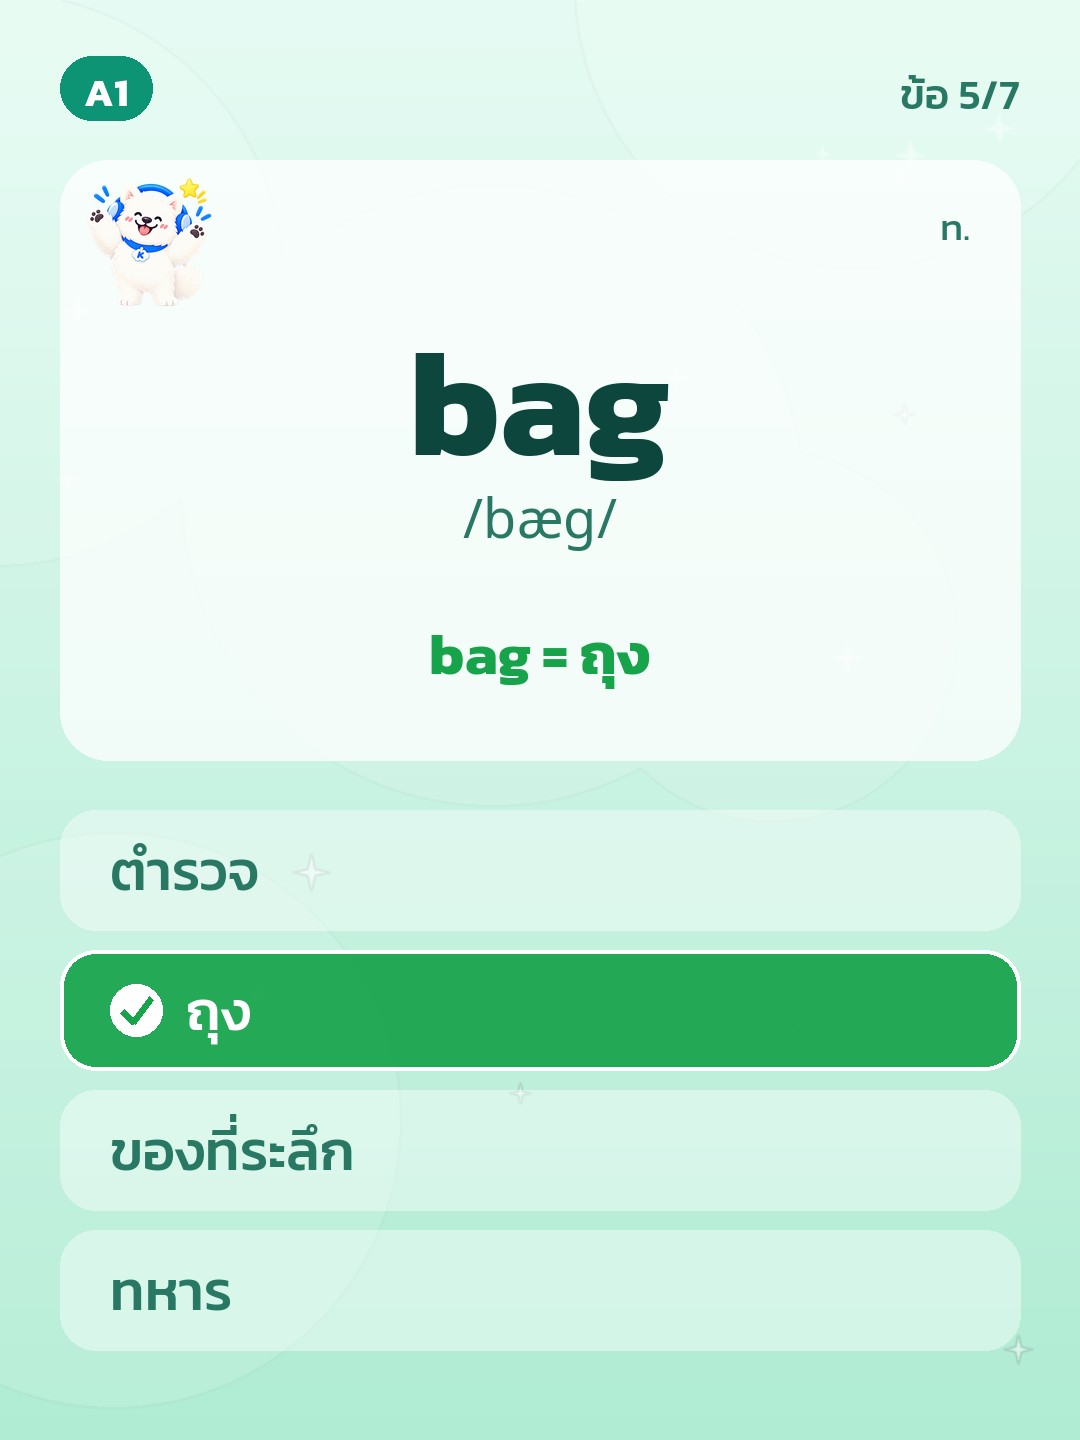 A1
ข้อ 5/7
n.
K
bag
/bæg/
bag = ถุง
ตำรวจ
ถุง
ของที่ระลึก
ทหาร